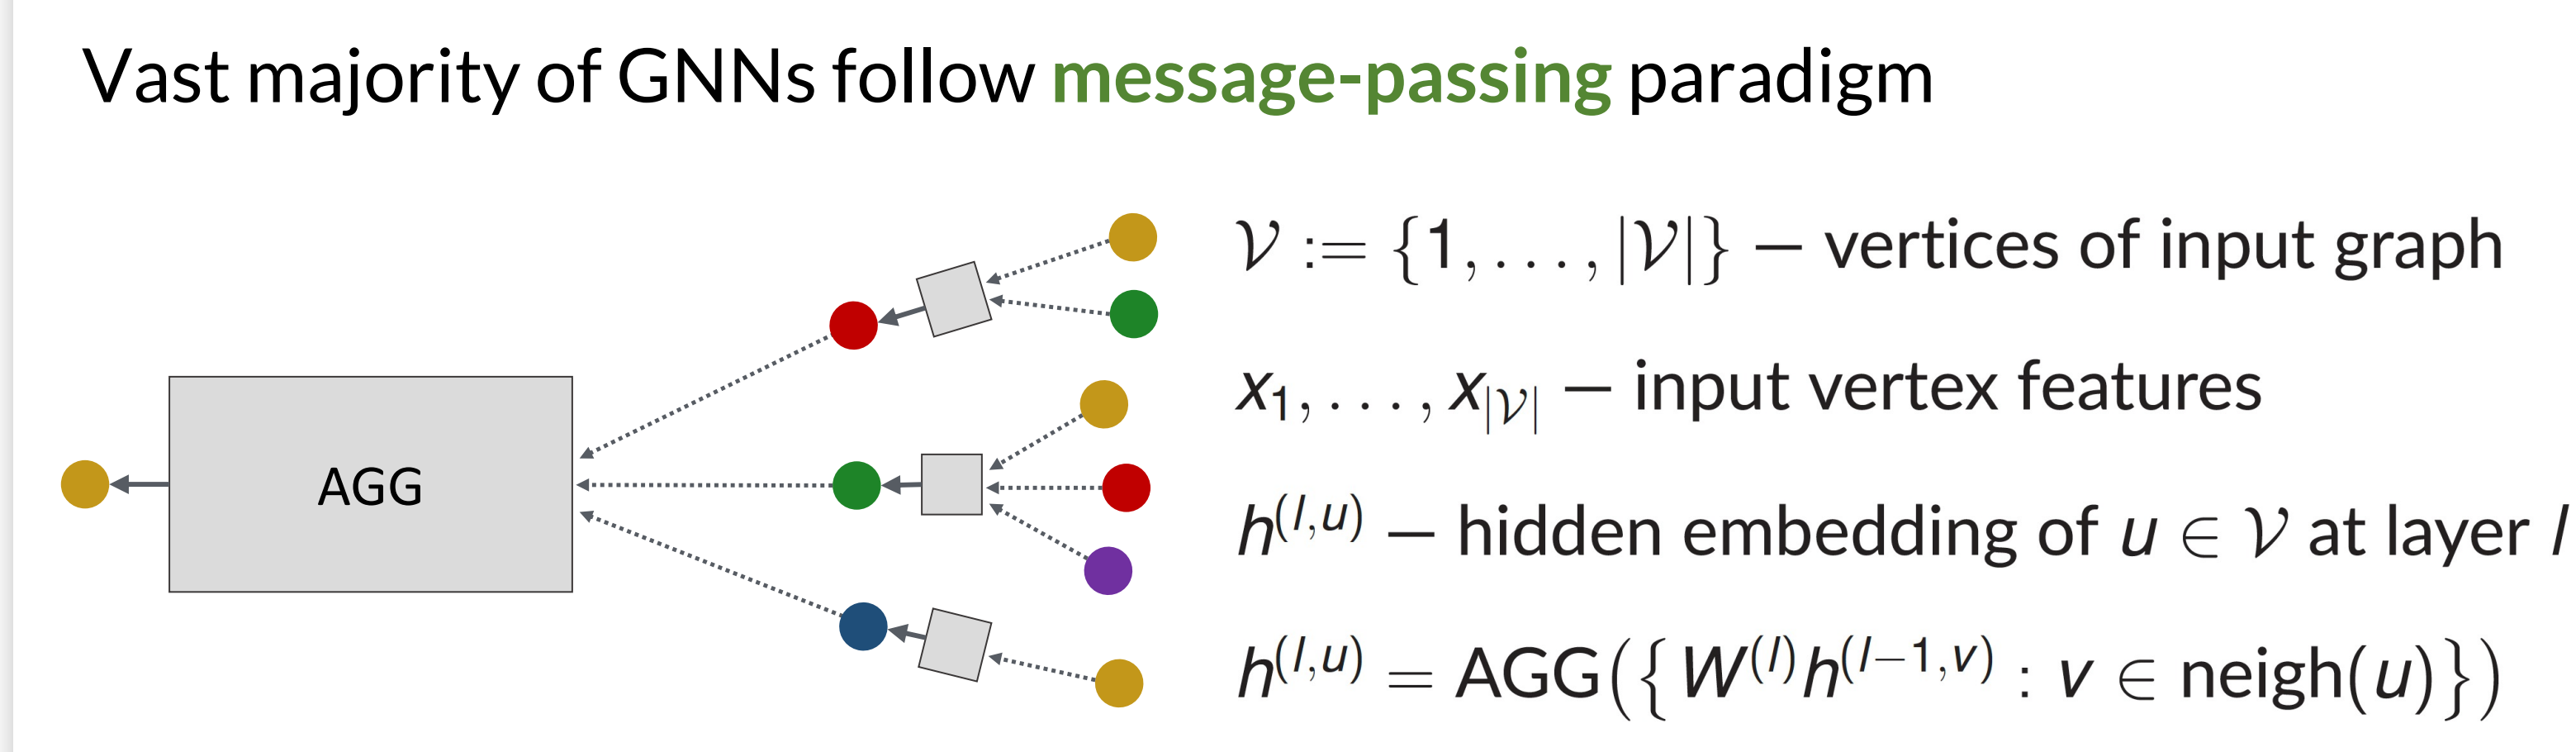 Vast majority of GNNs follow message-passing paradigm
AGG
𝒱 := {1, . . . , |𝒱|} — vertices of input graph
x₁, . . . , x_|𝒱| — input vertex features
h^(l,u) — hidden embedding of u ∈ 𝒱 at layer l
h^(l,u) = AGG({W^(l)h^(l−1,v) : v ∈ neigh(u)})